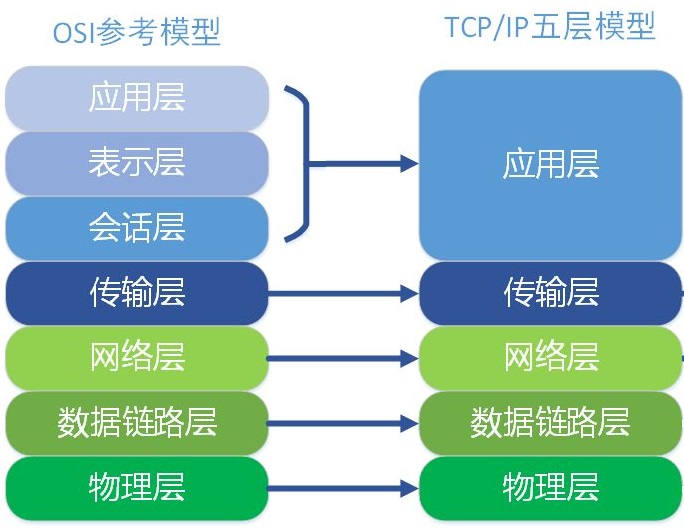 OSI参考模型
TCP/IP五层模型
应用层
表示层
会话层
传输层
网络层
数据链路层
物理层
应用层
传输层
网络层
数据链路层
物理层